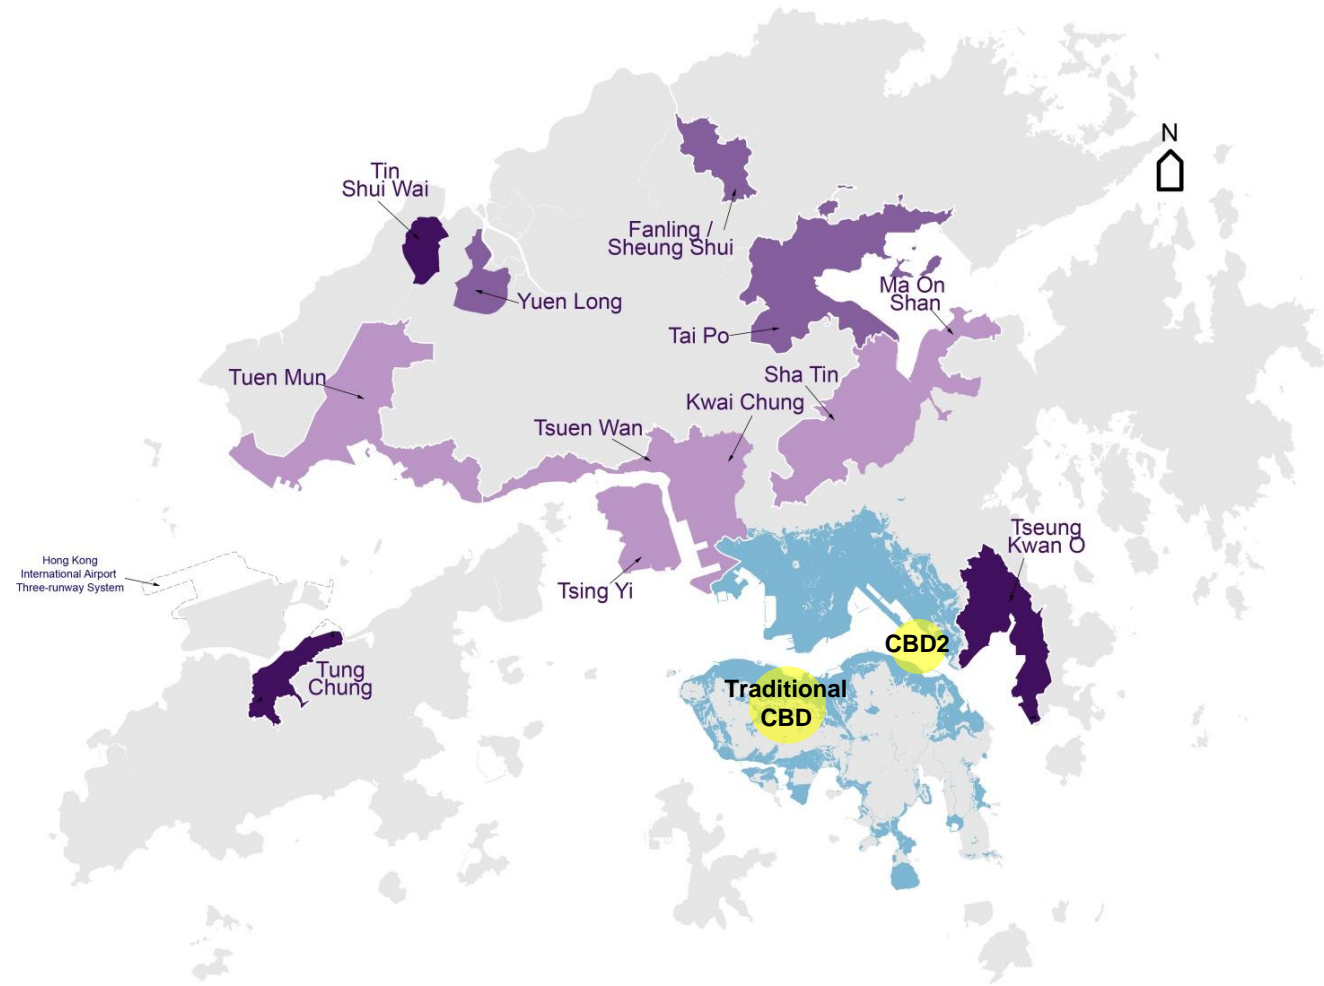 N
Tin
Shui Wai
Fanling /
Sheung Shui
Yuen Long
Ma On
Shan
Tai Po
Tuen Mun
Sha Tin
Kwai Chung
Tsuen Wan
Tseung
Kwan O
Hong Kong
International Airport
Three-runway System
Tsing Yi
CBD2
Tung
Chung
Traditional
CBD